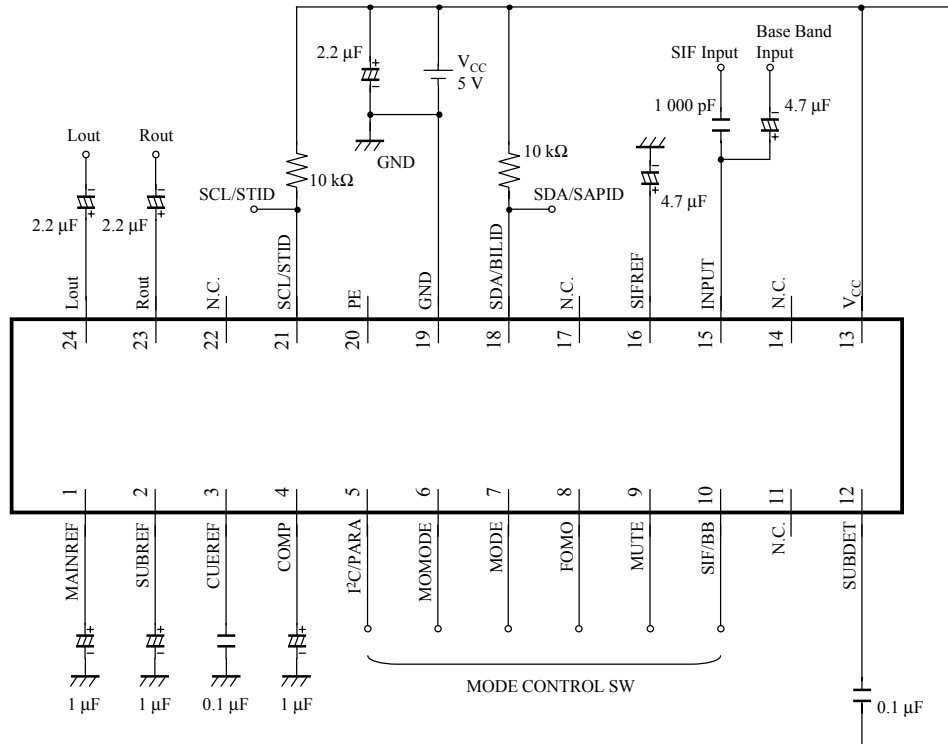 Base Band
SIF Input
Input
2.2 µF
VCC
5 V
1 000 pF
4.7 µF
Lout
Rout
GND
10 kΩ
10 kΩ
SCL/STID
SDA/SAPID
4.7 µF
2.2 µF
2.2 µF
Lout
Rout
N.C.
SCL/STID
PE
GND
SDA/BILID
N.C.
SIFREF
INPUT
N.C.
VCC
24
23
22
21
20
19
18
17
16
15
14
13
1
2
3
4
5
6
7
8
9
10
11
12
MAINREF
SUBREF
CUEREF
COMP
I²C/PARA
MOMODE
MODE
FOMO
MUTE
SIF/BB
N.C.
SUBDET
1 µF
1 µF
0.1 µF
1 µF
MODE CONTROL SW
0.1 µF